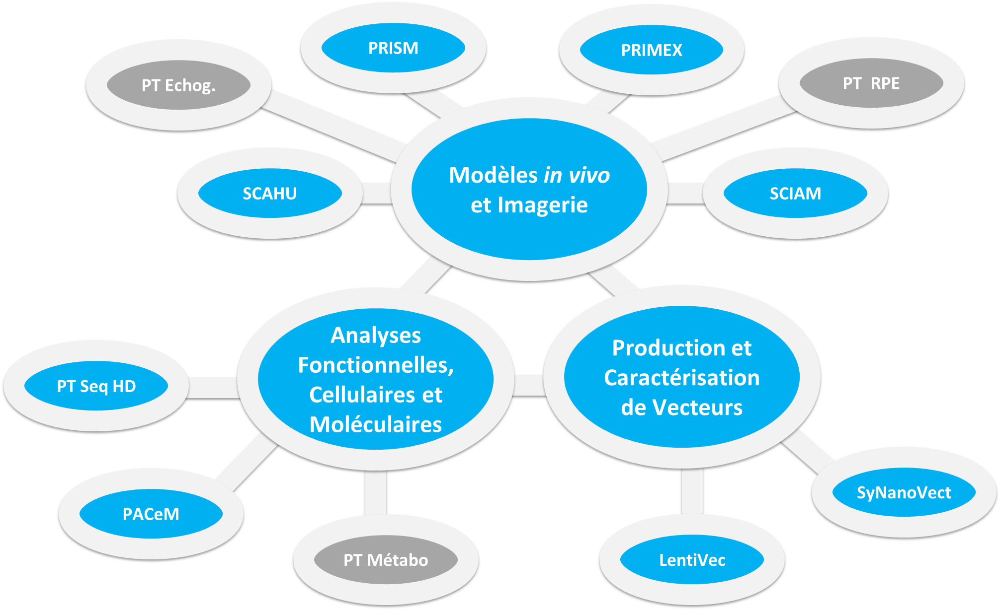 PRISM
PRIMEX
PT Echog.
PT  RPE
Modèles in vivo
et Imagerie
SCAHU
SCIAM
Analyses
Fonctionnelles,
Cellulaires et
Moléculaires
Production et
Caractérisation
de Vecteurs
PT Seq HD
SyNanoVect
PACeM
PT Métabo
LentiVec